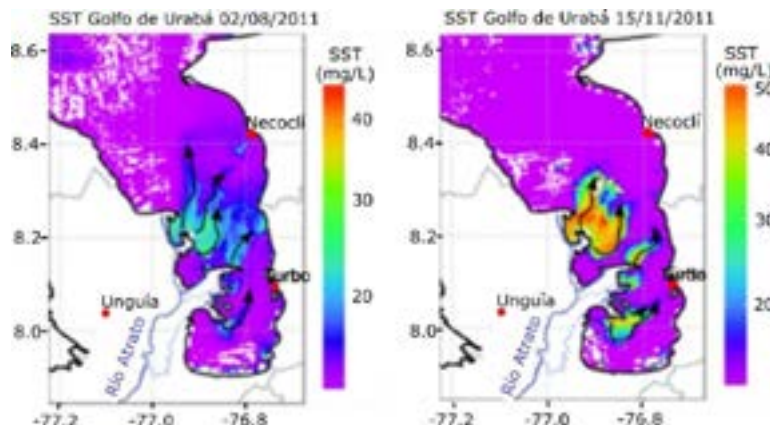 SST Golfo de Urabá 02/08/2011
8.6
8.4
8.2
8.0
-77.2
-77.0
-76.8
SST
(mg/L)
40
30
20
Necoclí
Turbo
Unguía
Río Atrato
SST Golfo de Urabá 15/11/2011
8.6
8.4
8.2
8.0
-77.2
-77.0
-76.8
SST
(mg/L)
50
40
30
20
Necoclí
Turbo
Unguía
Río Atrato